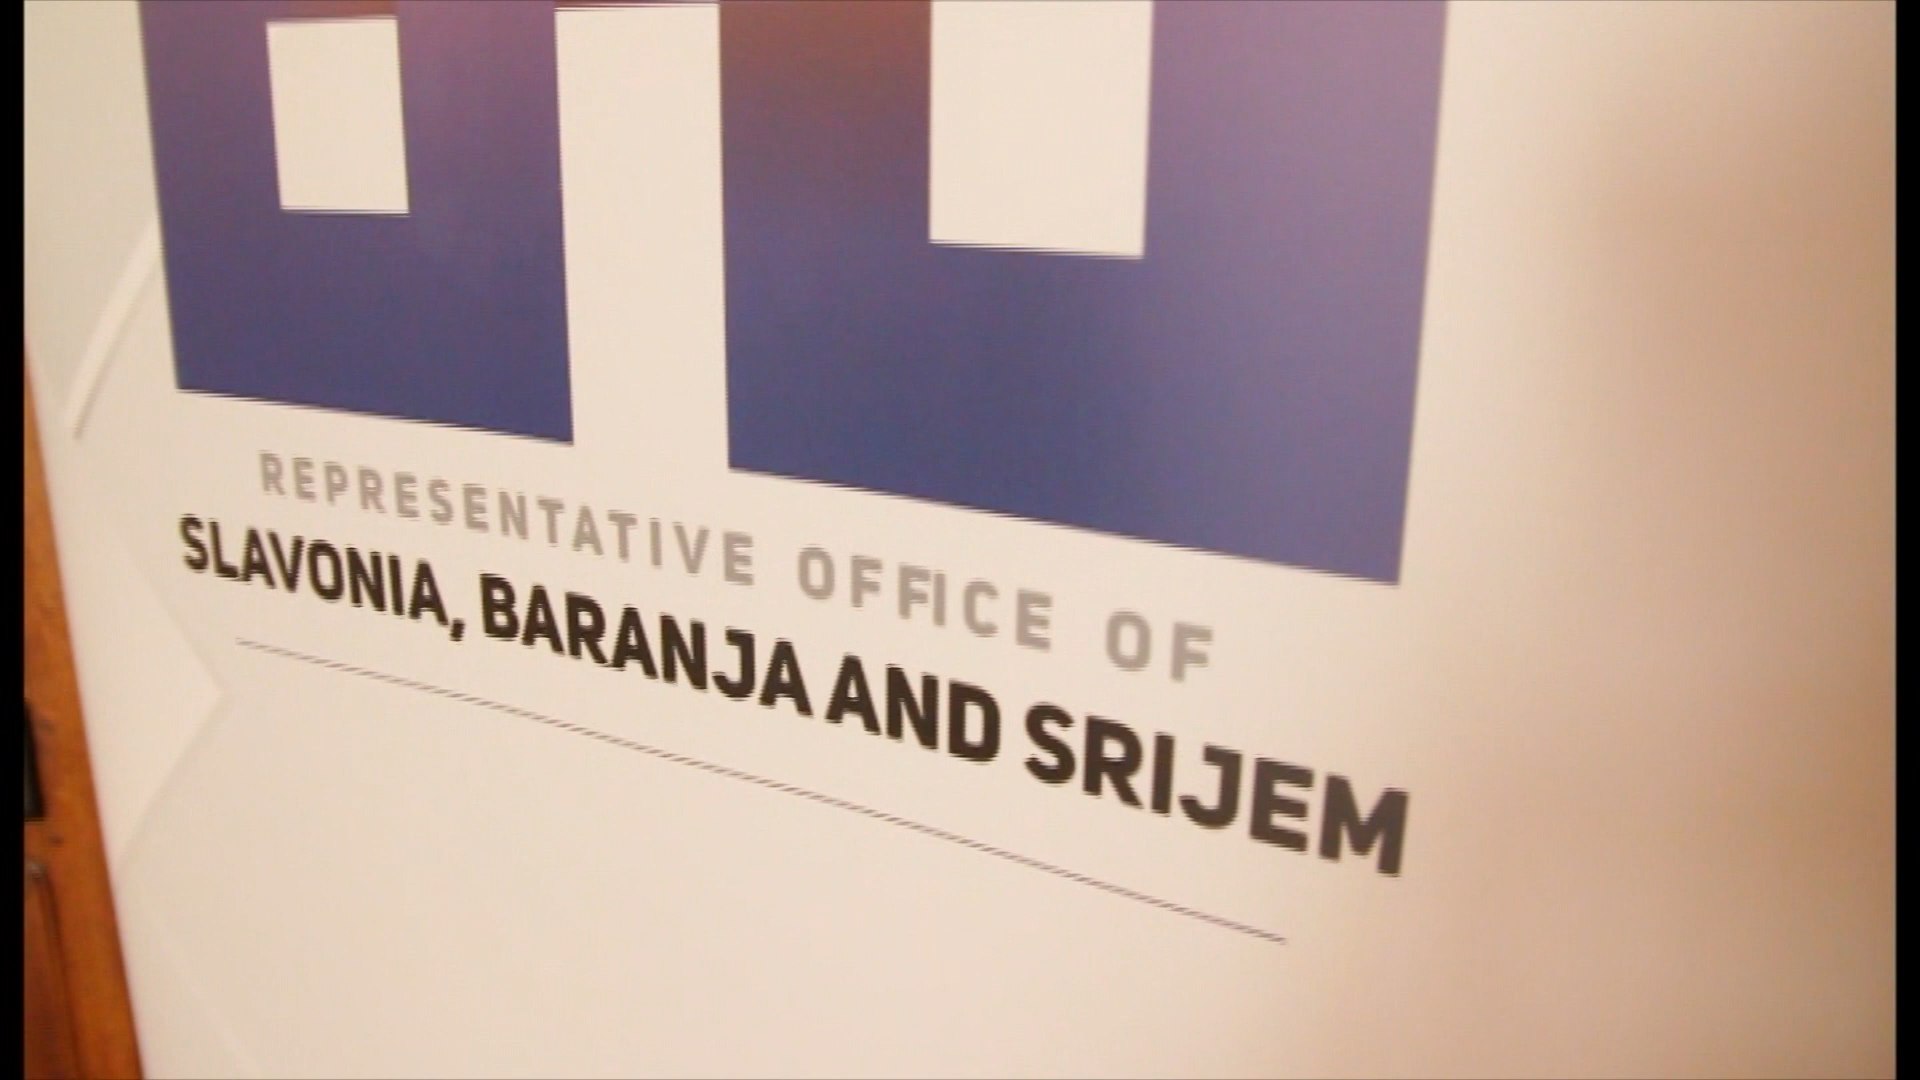 REPRESENTATIVE OFFICE OF
SLAVONIA, BARANJA AND SRIJEM